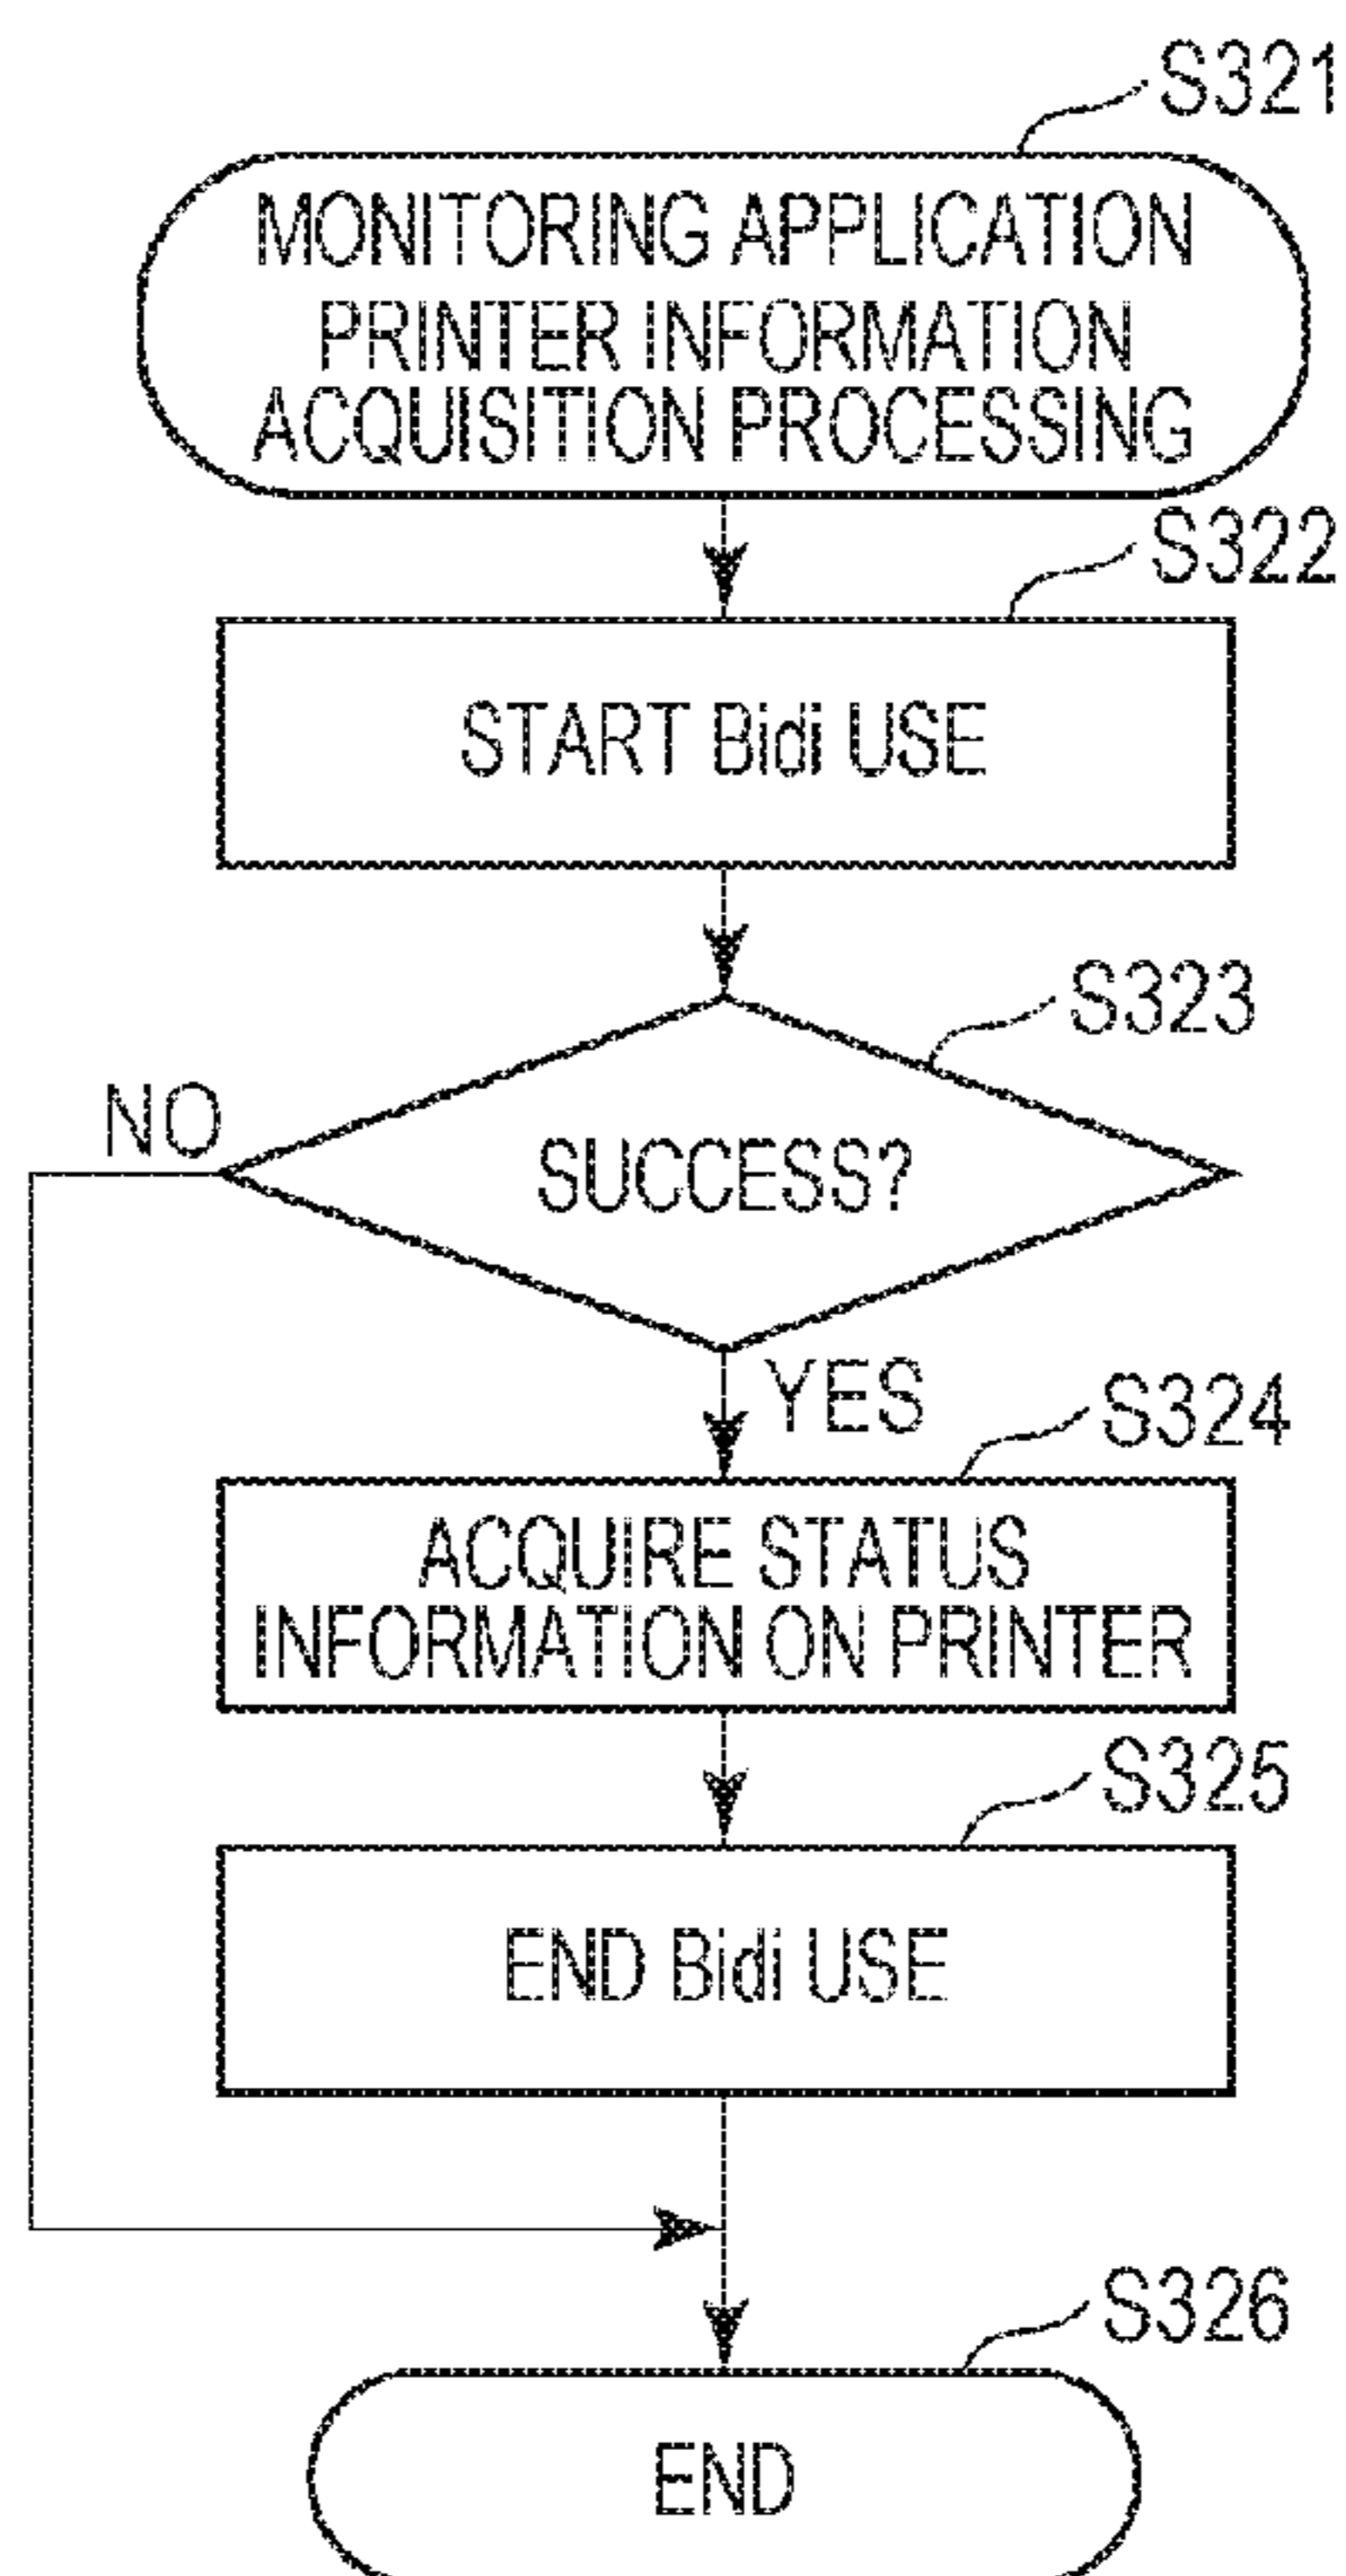 S321
MONITORING APPLICATION
PRINTER INFORMATION
ACQUISITION PROCESSING
S322
START Bidi USE
S323
NO
SUCCESS?
YES
S324
ACQUIRE STATUS
INFORMATION ON PRINTER
S325
END Bidi USE
S326
END